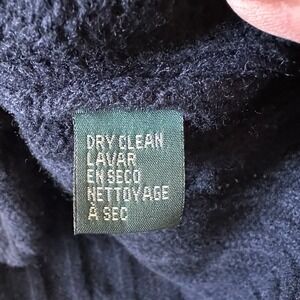 DRY CLEAN
LAVAR
EN SECO
NETTOYAGE
À SEC